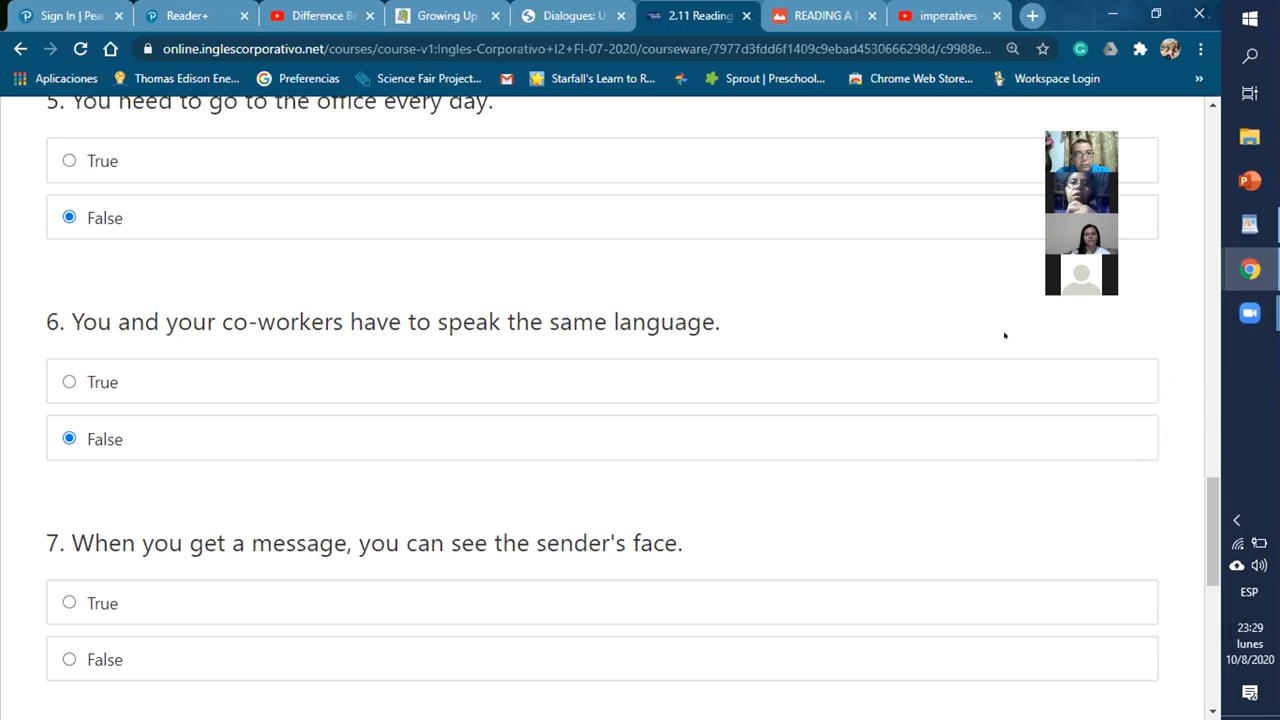 Sign In | Pea
Reader+
Difference Be
Growing Up
Dialogues: U
2.11 Reading
READING A
imperatives
online.inglescorporativo.net/courses/course-v1:Ingles-Corporativo+I2+FI-07-2020/courseware/7977d3fdd6f1409c9ebad4530666298d/c9988e...
Aplicaciones
Thomas Edison Ene...
Preferencias
Science Fair Project...
Starfall's Learn to R...
Sprout | Preschool...
Chrome Web Store...
Workspace Login
»
5. You need to go to the office every day.
True
False
6. You and your co-workers have to speak the same language.
True
False
7. When you get a message, you can see the sender's face.
True
False
ESP
23:29
lunes
10/8/2020